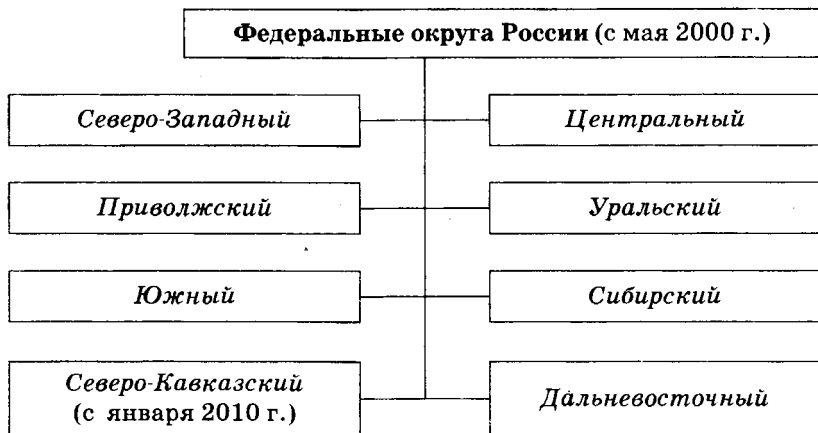 Федеральные округа России (с мая 2000 г.)
Северо-Западный
Центральный
Приволжский
Уральский
Южный
Сибирский
Северо-Кавказский
(с января 2010 г.)
Дальневосточный